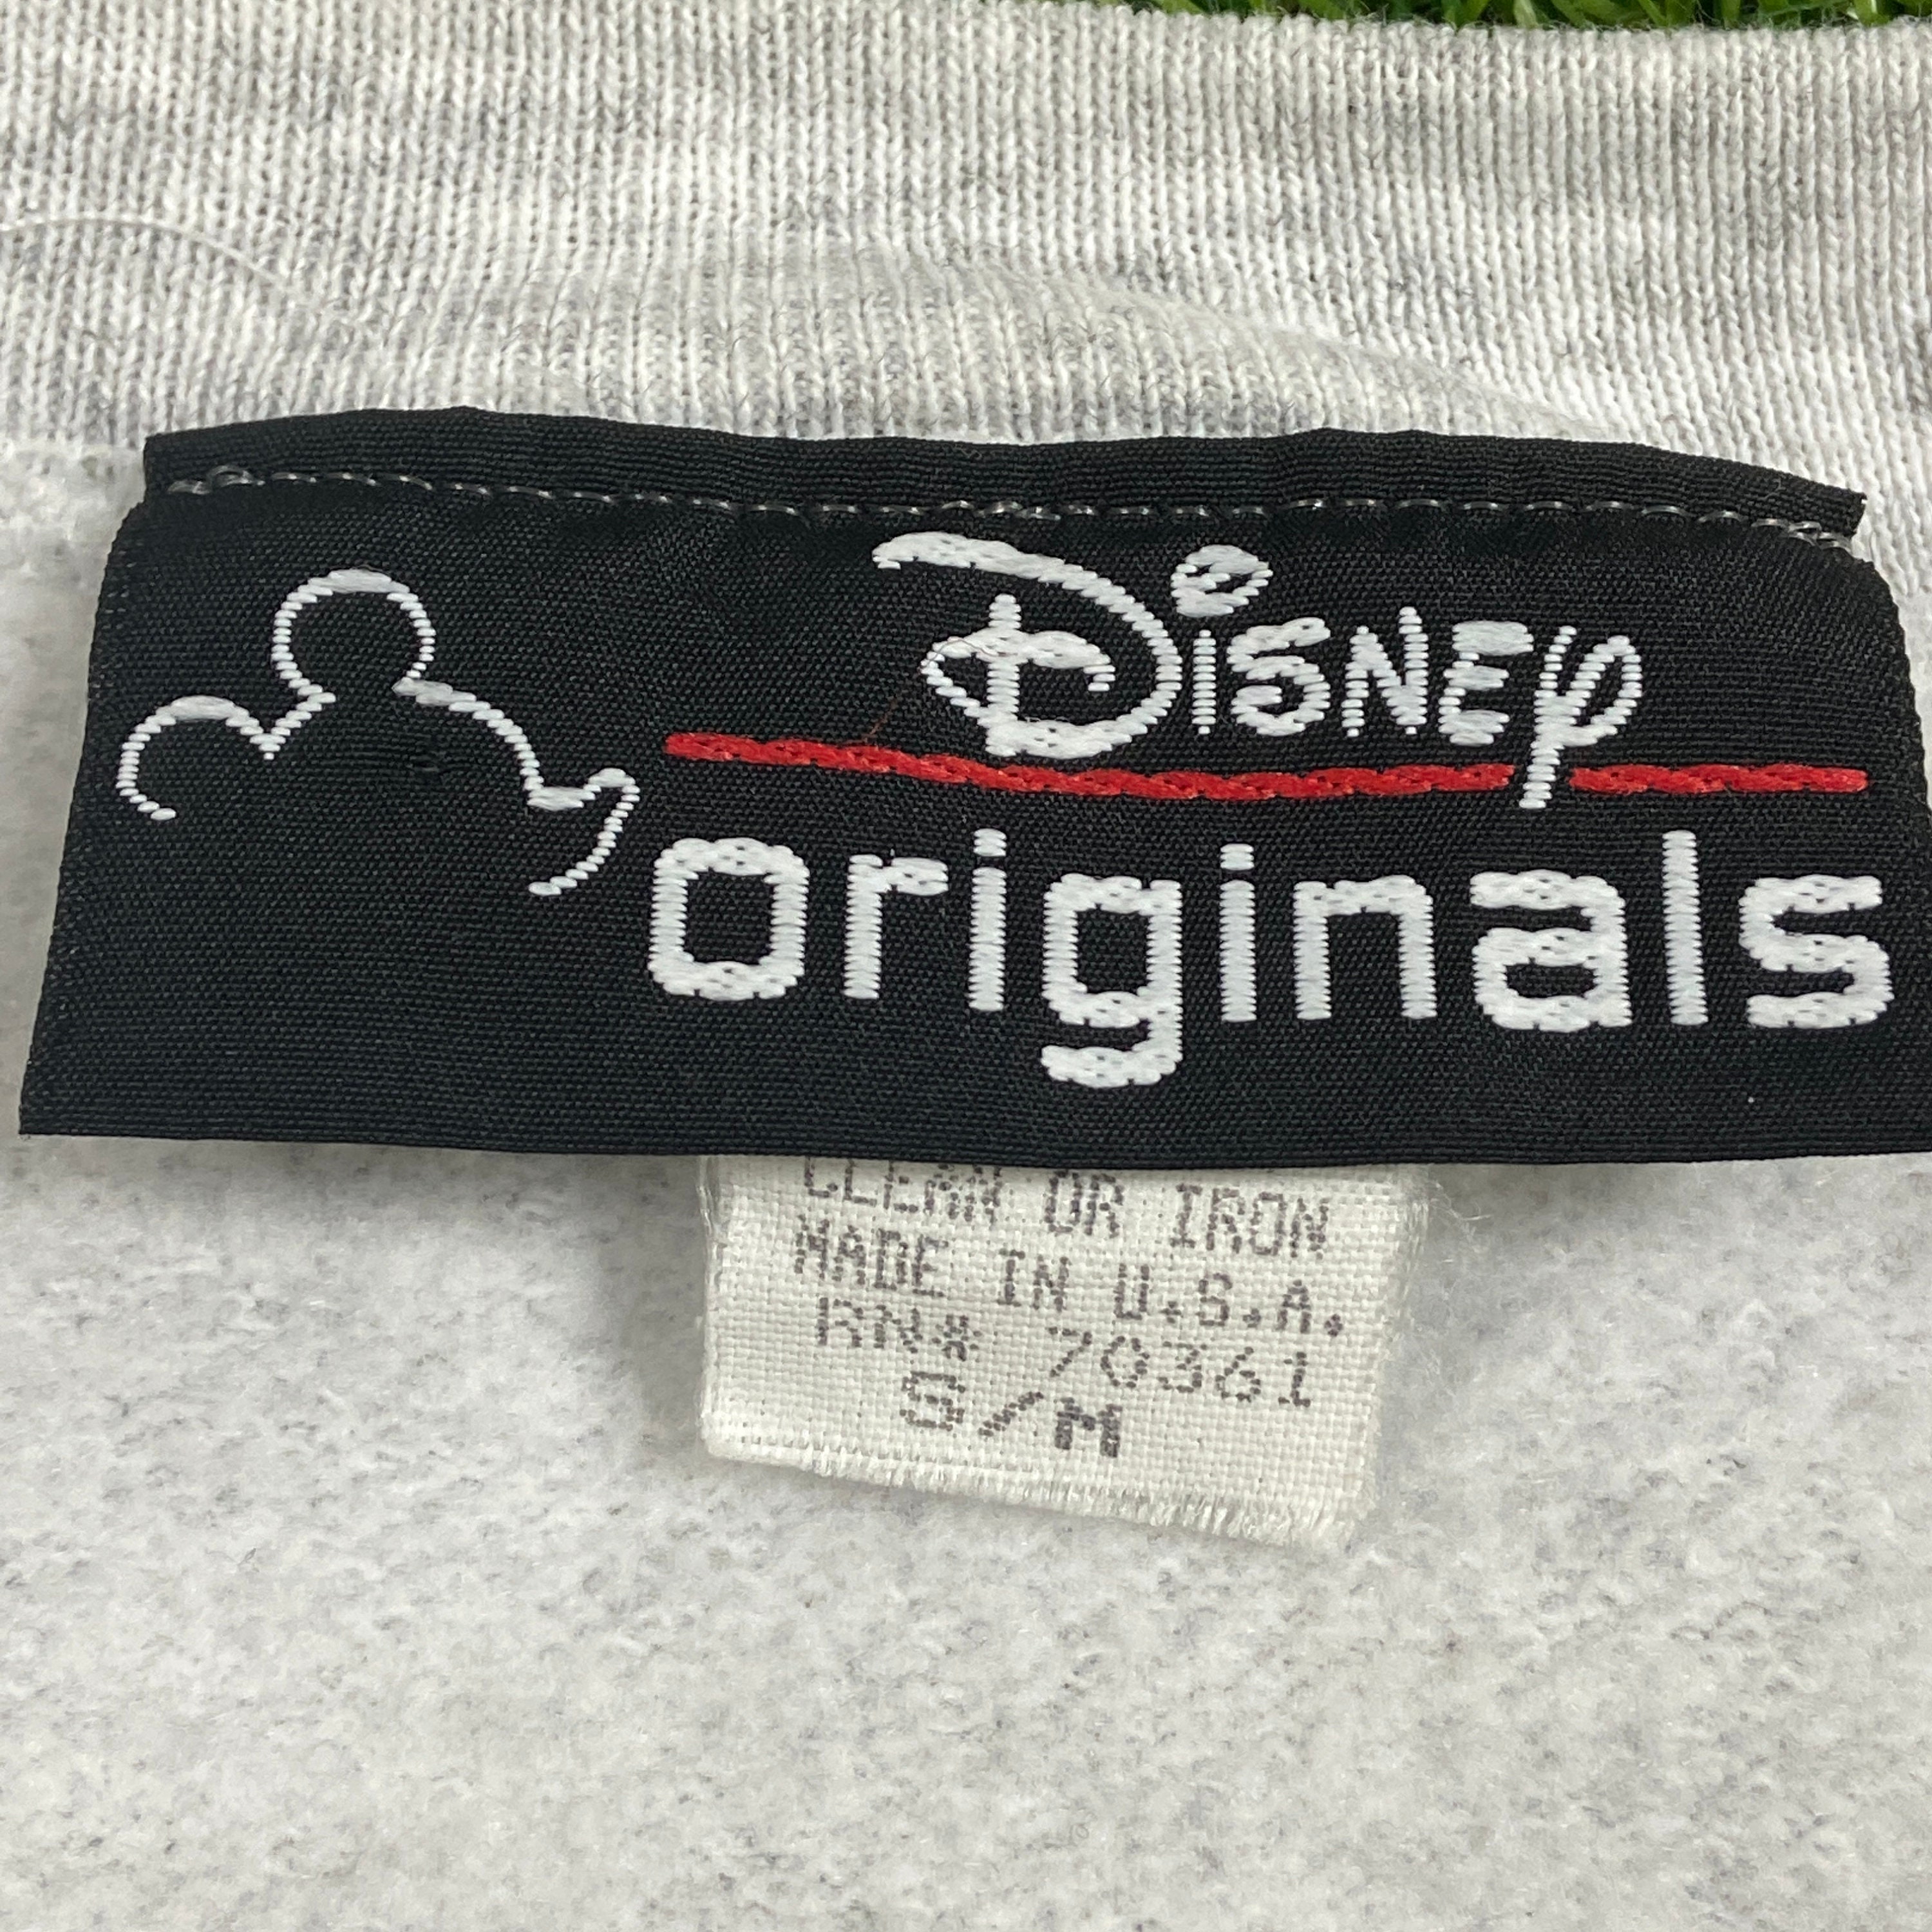 Disney
originals
CLEAN OR IRON
MADE IN U.S.A.
RN# 70361
S/M